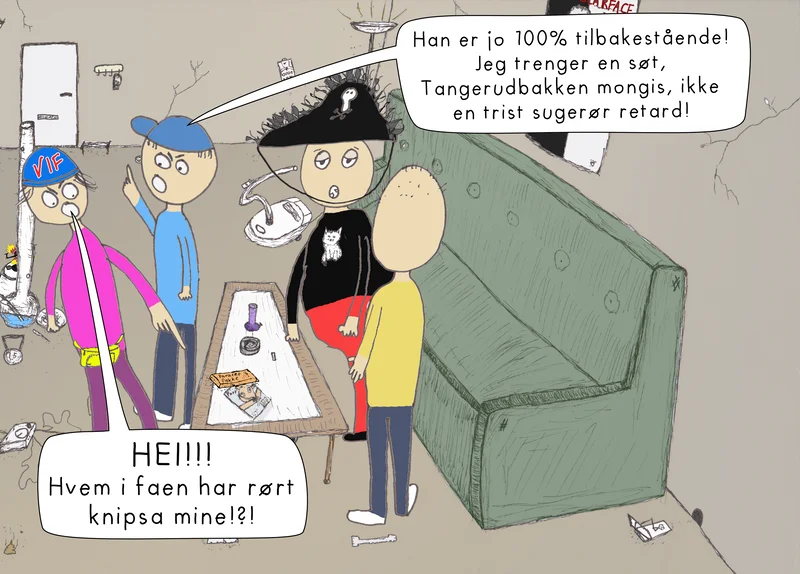 SCARFACE
Han er jo 100% tilbakestående!
Jeg trenger en søt,
Tangerudbakken mongis, ikke
en trist sugerør retard!
VIF
HEI!!!
Hvem i faen har rørt
knipsa mine!?!